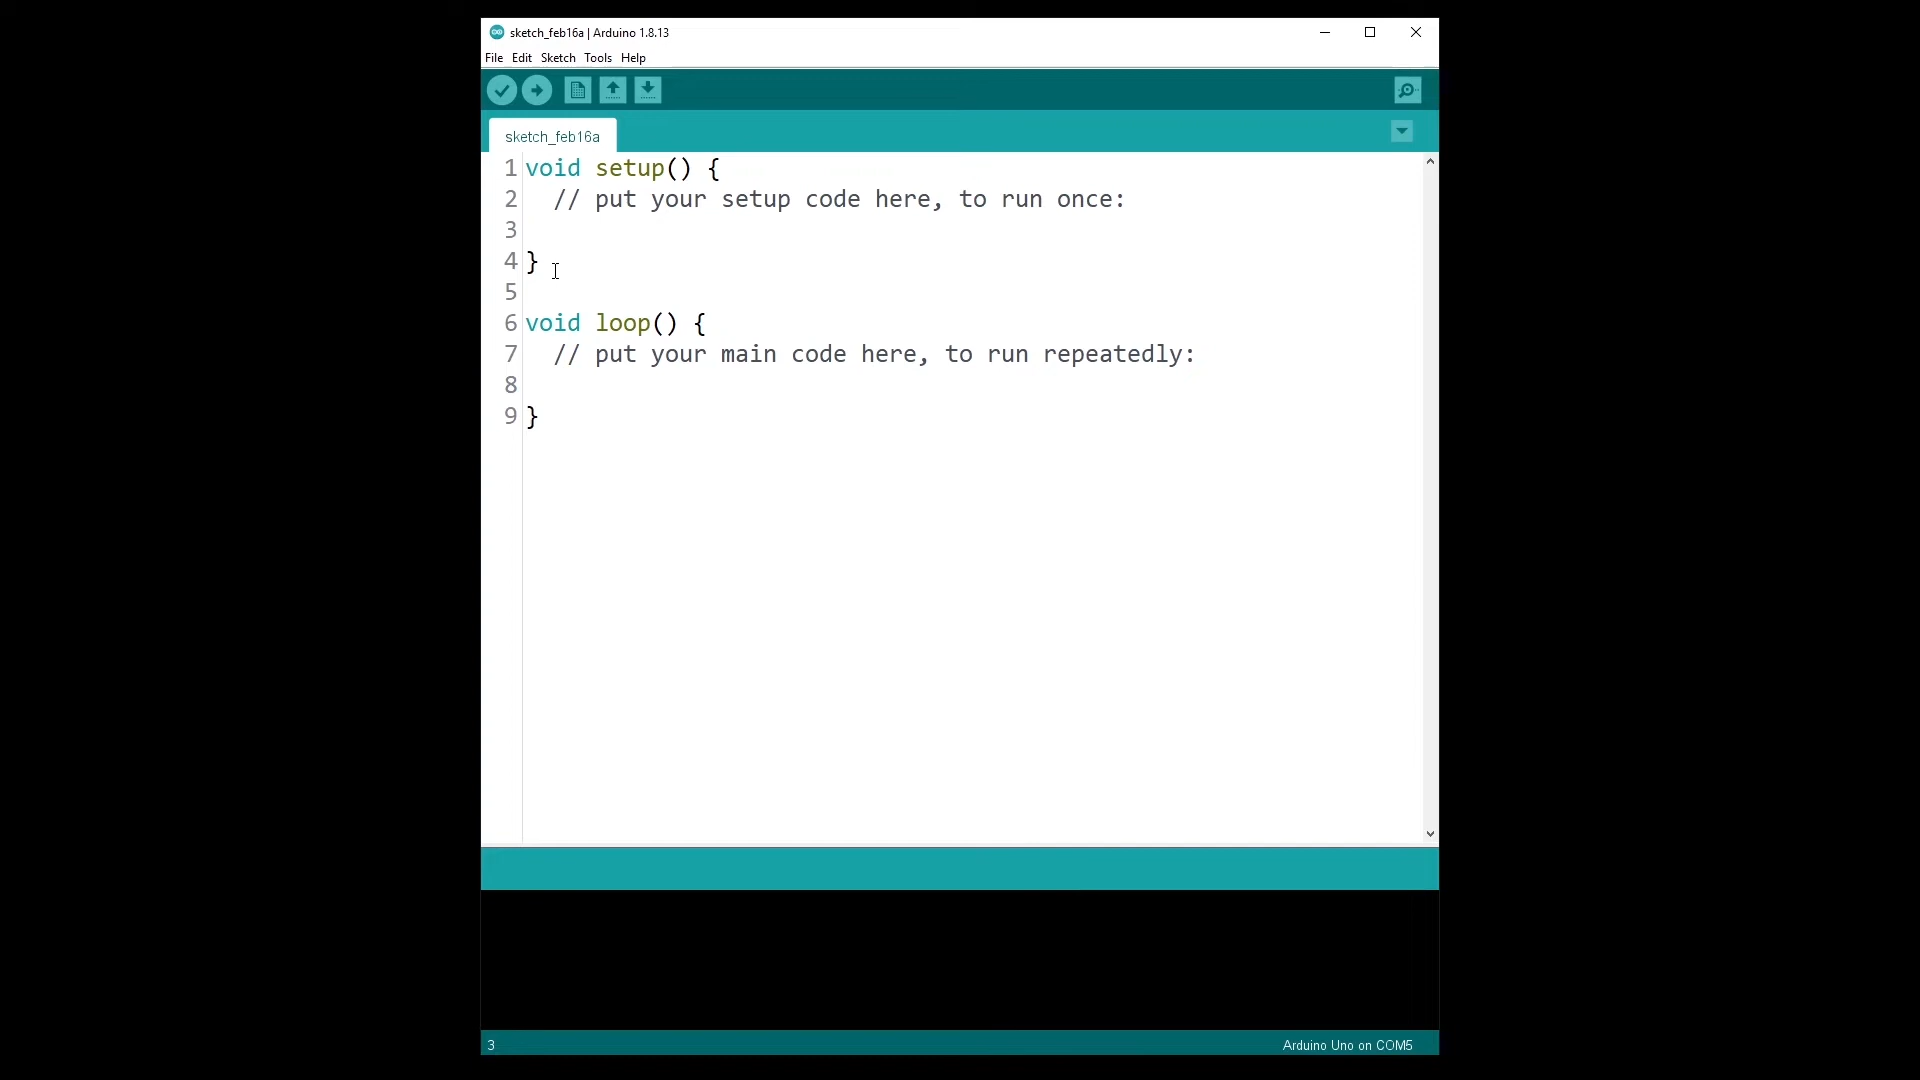 sketch_feb16a | Arduino 1.8.13
File Edit Sketch Tools Help
sketch_feb16a
1 void setup() {
2   // put your setup code here, to run once:
3
4 }
5
6 void loop() {
7   // put your main code here, to run repeatedly:
8
9 }
3 Arduino Uno on COM5